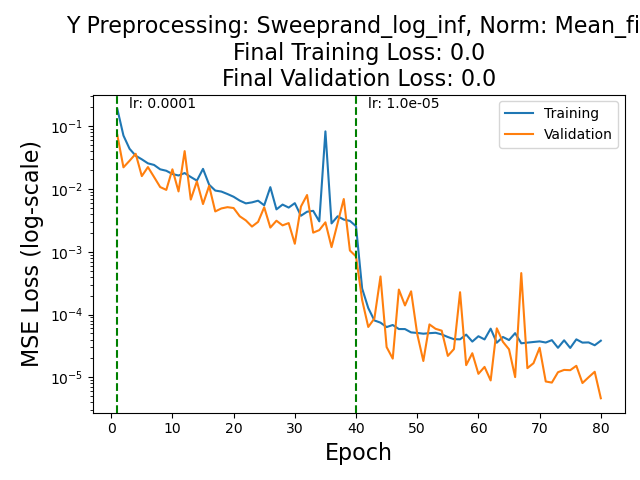 Y Preprocessing: Sweeprand_log_inf, Norm: Mean_fi
Final Training Loss: 0.0
Final Validation Loss: 0.0
lr: 0.0001
lr: 1.0e-05
Training
Validation
MSE Loss (log-scale)
10⁻¹
10⁻²
10⁻³
10⁻⁴
10⁻⁵
0 10 20 30 40 50 60 70 80
Epoch